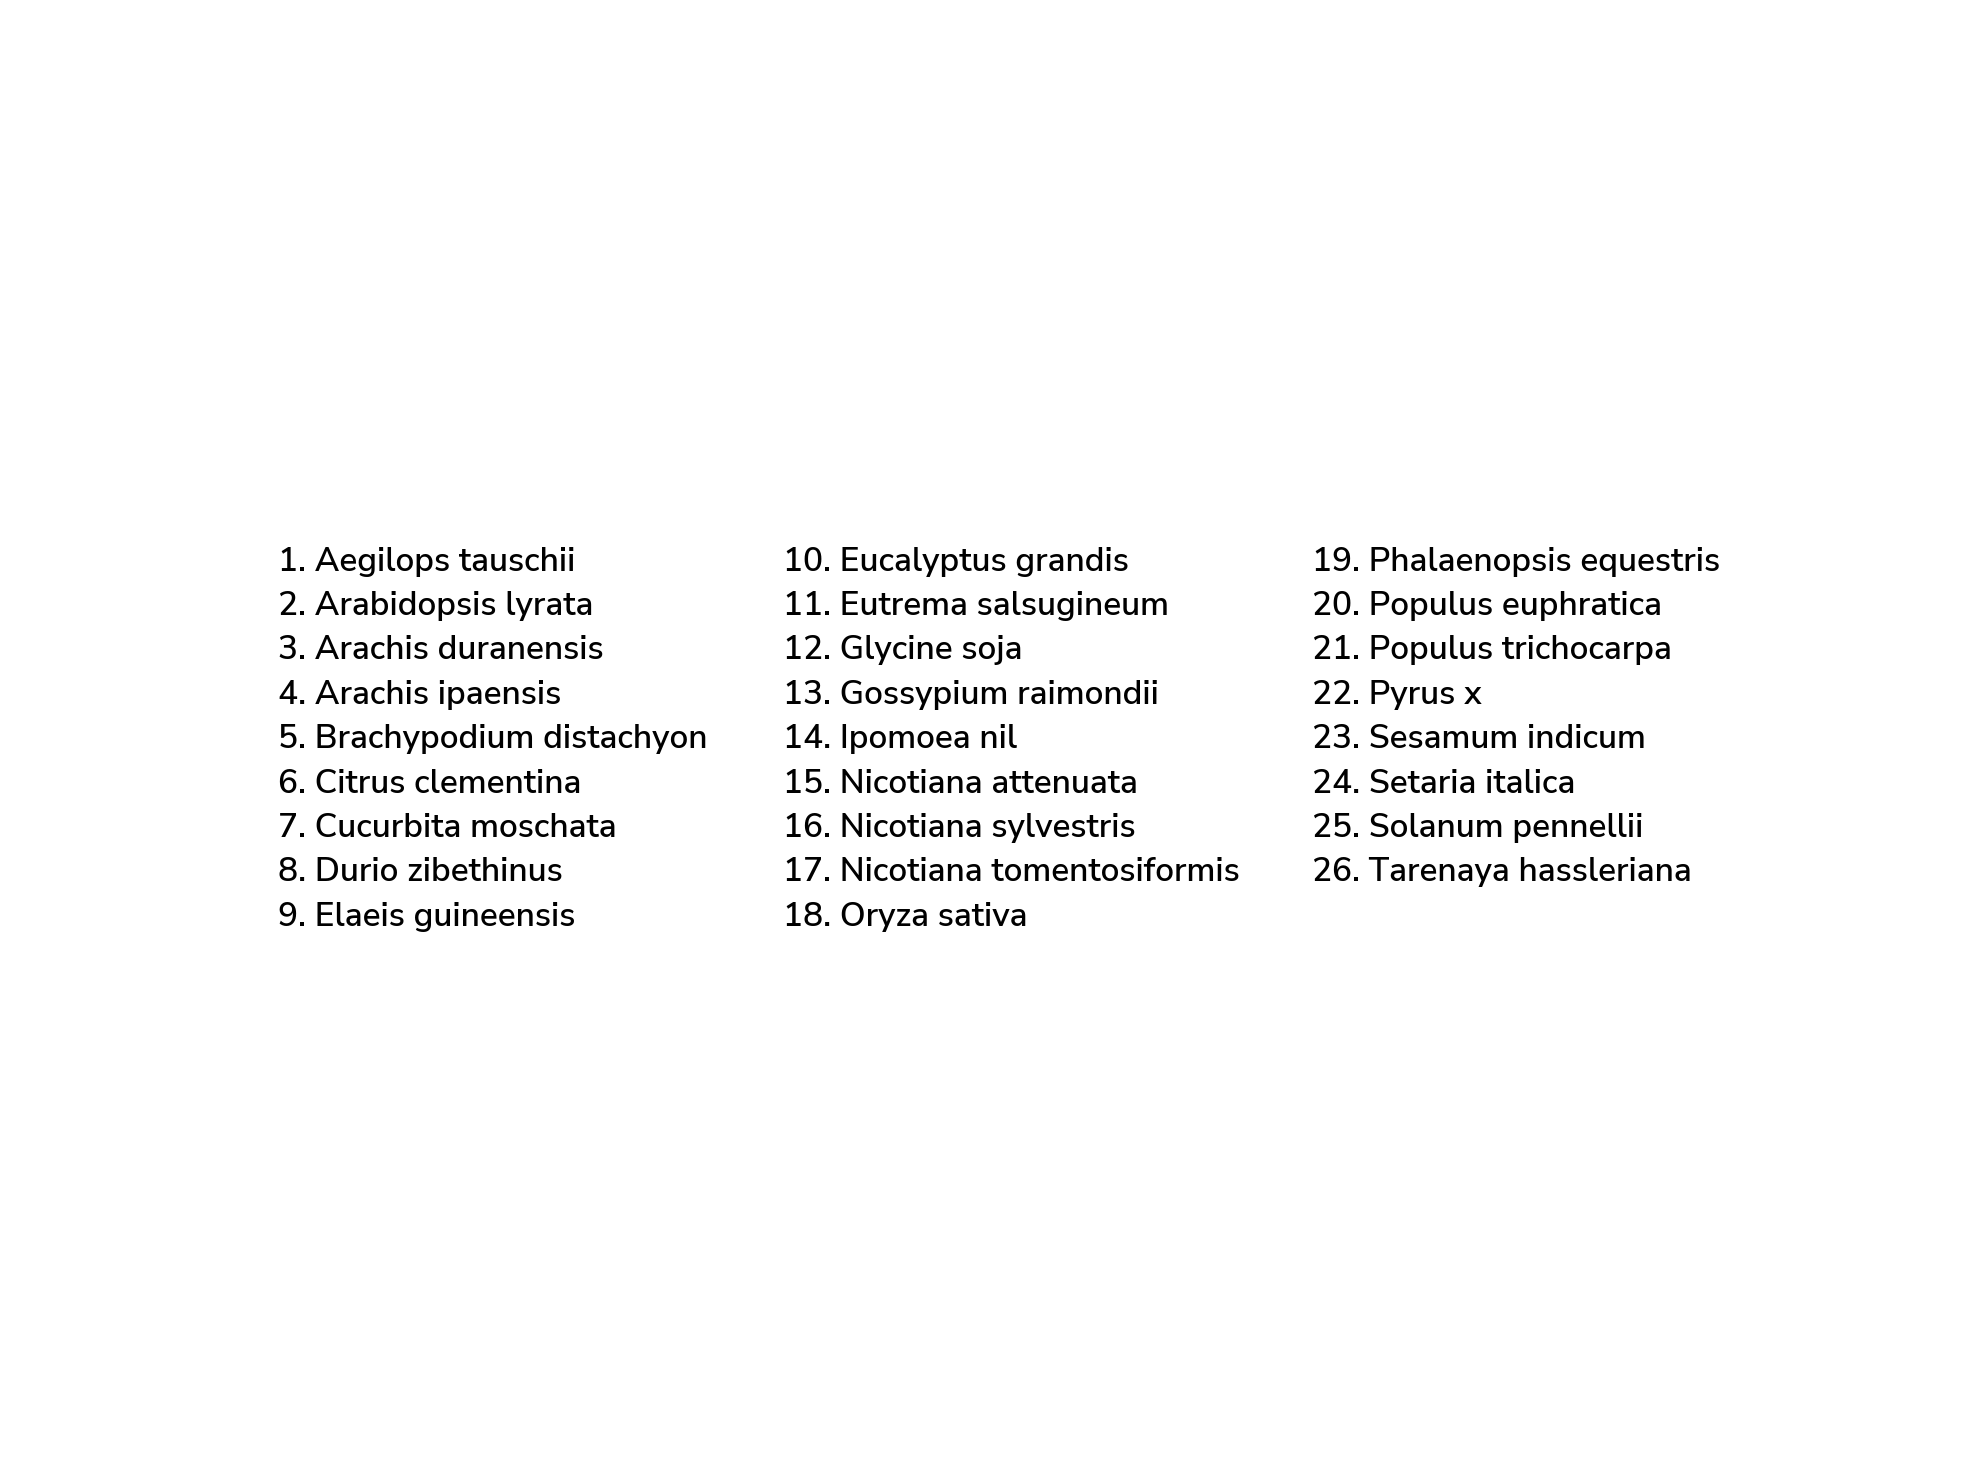 1. Aegilops tauschii
2. Arabidopsis lyrata
3. Arachis duranensis
4. Arachis ipaensis
5. Brachypodium distachyon
6. Citrus clementina
7. Cucurbita moschata
8. Durio zibethinus
9. Elaeis guineensis
10. Eucalyptus grandis
11. Eutrema salsugineum
12. Glycine soja
13. Gossypium raimondii
14. Ipomoea nil
15. Nicotiana attenuata
16. Nicotiana sylvestris
17. Nicotiana tomentosiformis
18. Oryza sativa
19. Phalaenopsis equestris
20. Populus euphratica
21. Populus trichocarpa
22. Pyrus x
23. Sesamum indicum
24. Setaria italica
25. Solanum pennellii
26. Tarenaya hassleriana